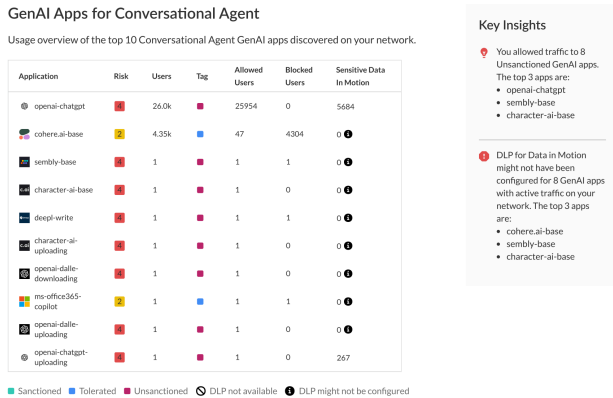 GenAI Apps for Conversational Agent
Usage overview of the top 10 Conversational Agent GenAI apps discovered on your network.
Application Risk Users Tag Allowed Users Blocked Users Sensitive Data In Motion
openai-chatgpt 4 26.0k 25954 0 5684
cohere.ai-base 2 4.35k 47 4304 0
sembly-base 4 1 1 1 0
c.ai character-ai-base 4 1 1 0 0
deepl-write 4 1 1 1 0
c.ai character-ai-uploading 4 1 1 0 0
openai-dalle-downloading 4 1 1 0 0
ms-office365-copilot 2 1 1 1 0
openai-dalle-uploading 4 1 1 0 0
openai-chatgpt-uploading 4 1 1 0 267
Sanctioned Tolerated Unsanctioned DLP not available DLP might not be configured
Key Insights
You allowed traffic to 8
Unsanctioned GenAI apps.
The top 3 apps are:
• openai-chatgpt
• sembly-base
• character-ai-base
DLP for Data in Motion
might not have been
configured for 8 GenAI apps
with active traffic on your
network. The top 3 apps
are:
• cohere.ai-base
• sembly-base
• character-ai-base